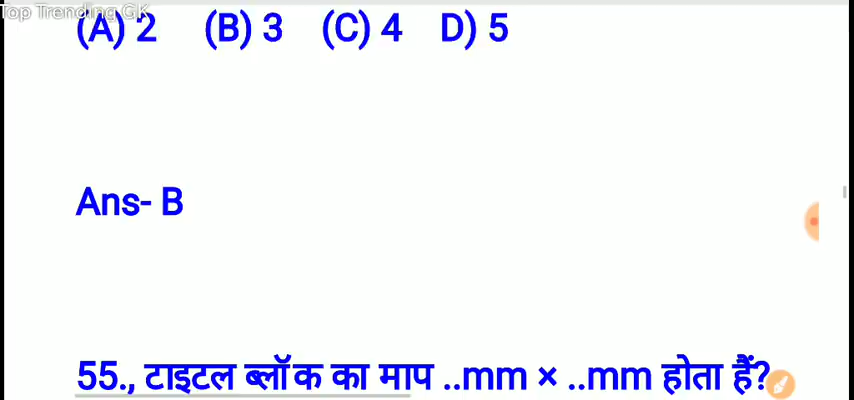 Top Trending GK
(A) 2 (B) 3 (C) 4 D) 5
Ans- B
55., टाइटल ब्लॉक का माप ..mm × ..mm होता हैं?